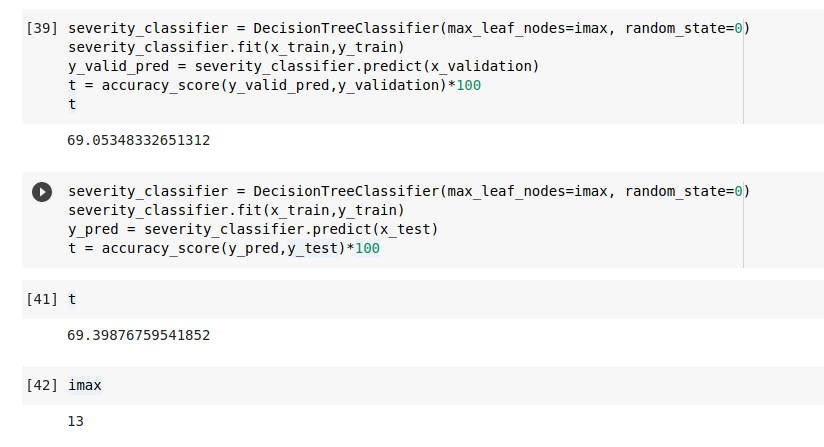 [39] severity_classifier = DecisionTreeClassifier(max_leaf_nodes=imax, random_state=0)
severity_classifier.fit(x_train,y_train)
y_valid_pred = severity_classifier.predict(x_validation)
t = accuracy_score(y_valid_pred,y_validation)*100
t
69.05348332651312
severity_classifier = DecisionTreeClassifier(max_leaf_nodes=imax, random_state=0)
severity_classifier.fit(x_train,y_train)
y_pred = severity_classifier.predict(x_test)
t = accuracy_score(y_pred,y_test)*100
[41] t
69.39876759541852
[42] imax
13